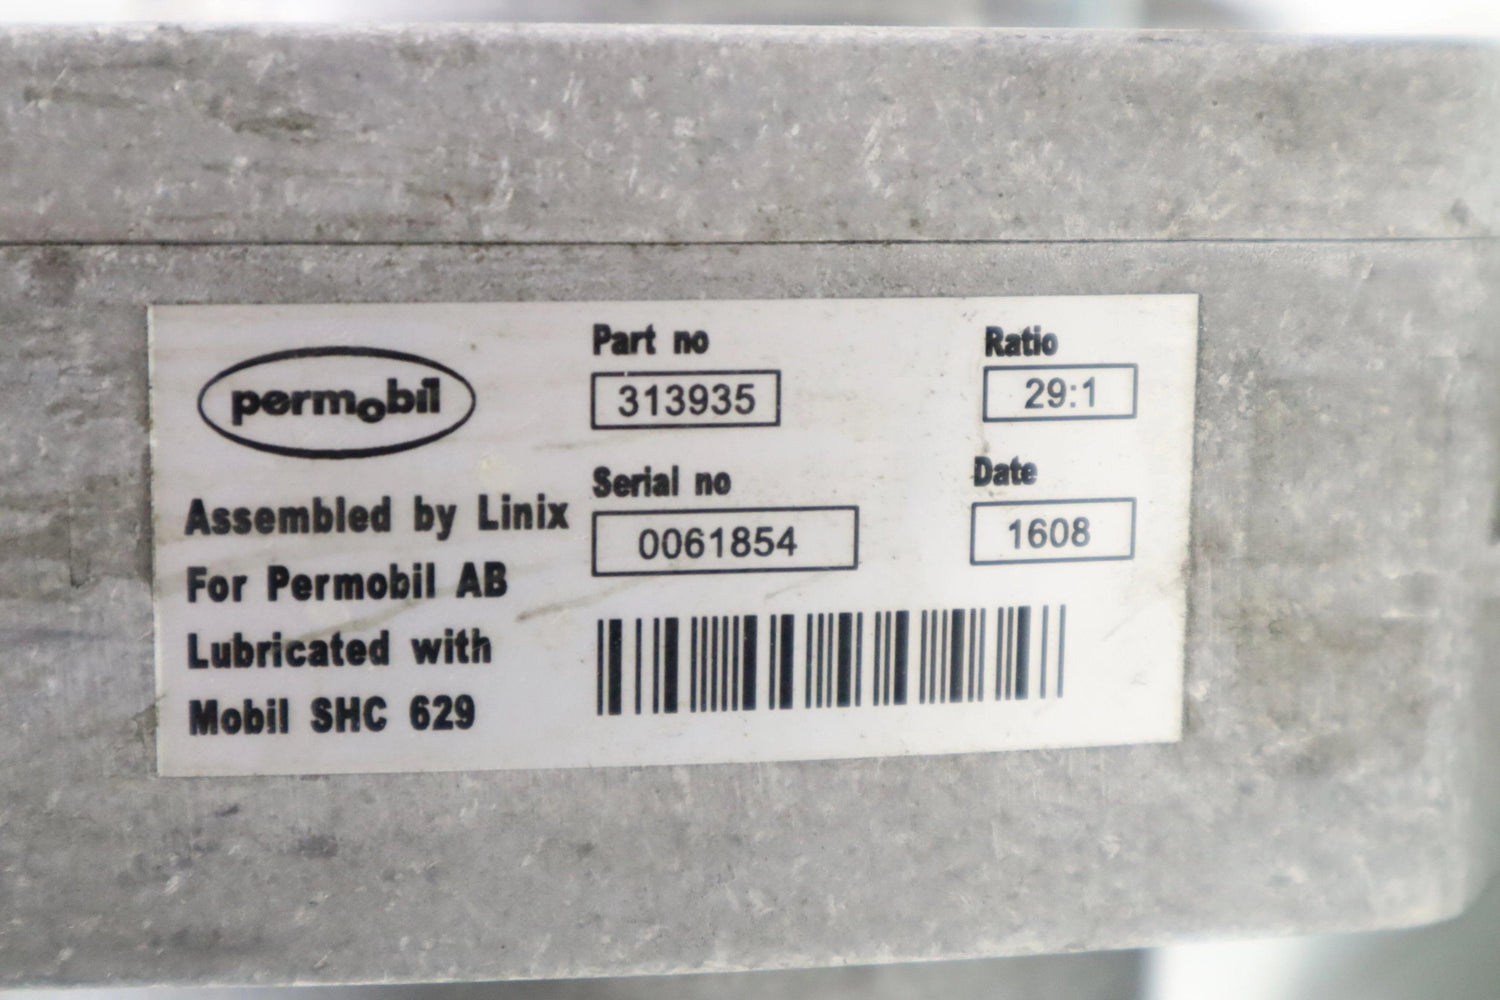 permobil
Assembled by Linix
For Permobil AB
Lubricated with
Mobil SHC 629
Part no
313935
Serial no
0061854
Ratio
29:1
Date
1608